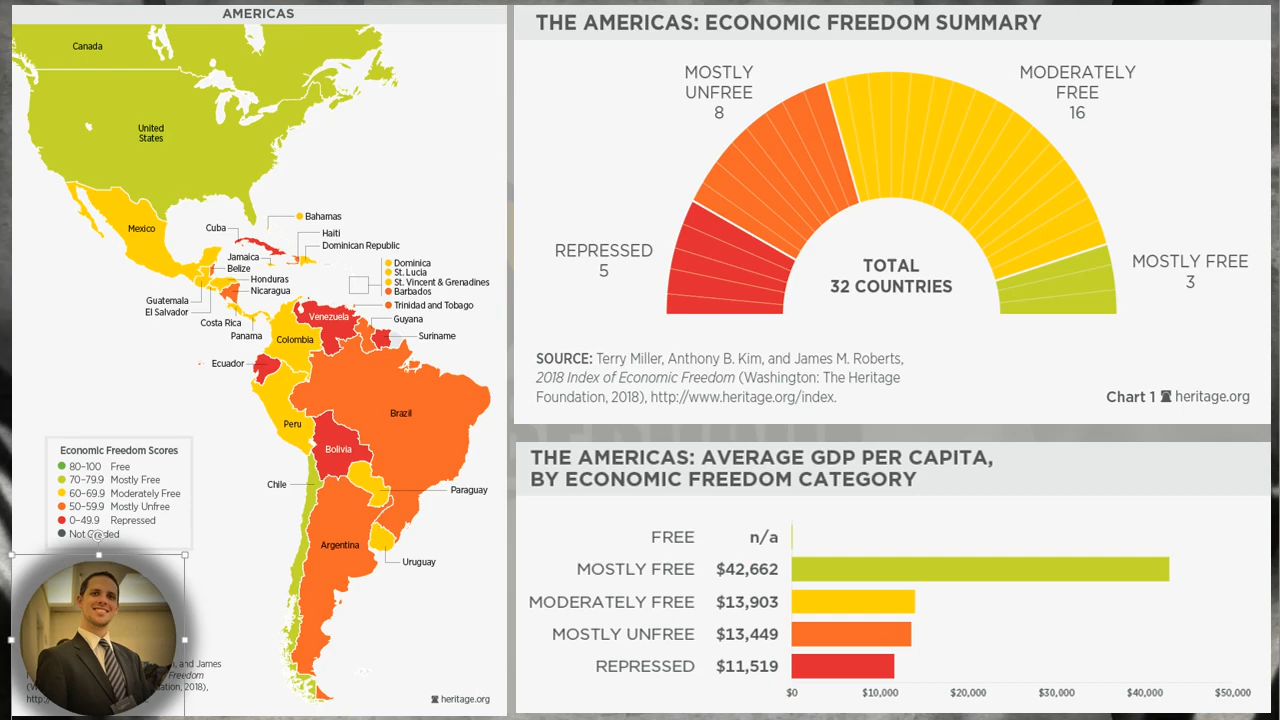 AMERICAS
Canada
United
States
Mexico
Cuba
Bahamas
Haiti
Dominican Republic
Jamaica
Belize
Honduras
Nicaragua
Guatemala
El Salvador
Costa Rica
Panama
Dominica
St. Lucia
St. Vincent & Grenadines
Barbados
Trinidad and Tobago
Guyana
Suriname
Venezuela
Colombia
Ecuador
Brazil
Peru
Bolivia
Chile
Paraguay
Argentina
Uruguay
Economic Freedom Scores
80–100 Free
70–79.9 Mostly Free
60–69.9 Moderately Free
50–59.9 Mostly Unfree
0–49.9 Repressed
Not
and James
Freedom
2018),
heritage.org
THE AMERICAS: ECONOMIC FREEDOM SUMMARY
MOSTLY
UNFREE
8
MODERATELY
FREE
16
REPRESSED
5
MOSTLY FREE
3
TOTAL
32 COUNTRIES
SOURCE: Terry Miller, Anthony B. Kim, and James M. Roberts,
2018 Index of Economic Freedom (Washington: The Heritage
Foundation, 2018), http://www.heritage.org/index.
Chart 1 heritage.org
THE AMERICAS: AVERAGE GDP PER CAPITA,
BY ECONOMIC FREEDOM CATEGORY
FREE n/a
MOSTLY FREE $42,662
MODERATELY FREE $13,903
MOSTLY UNFREE $13,449
REPRESSED $11,519
$0 $10,000 $20,000 $30,000 $40,000 $50,000